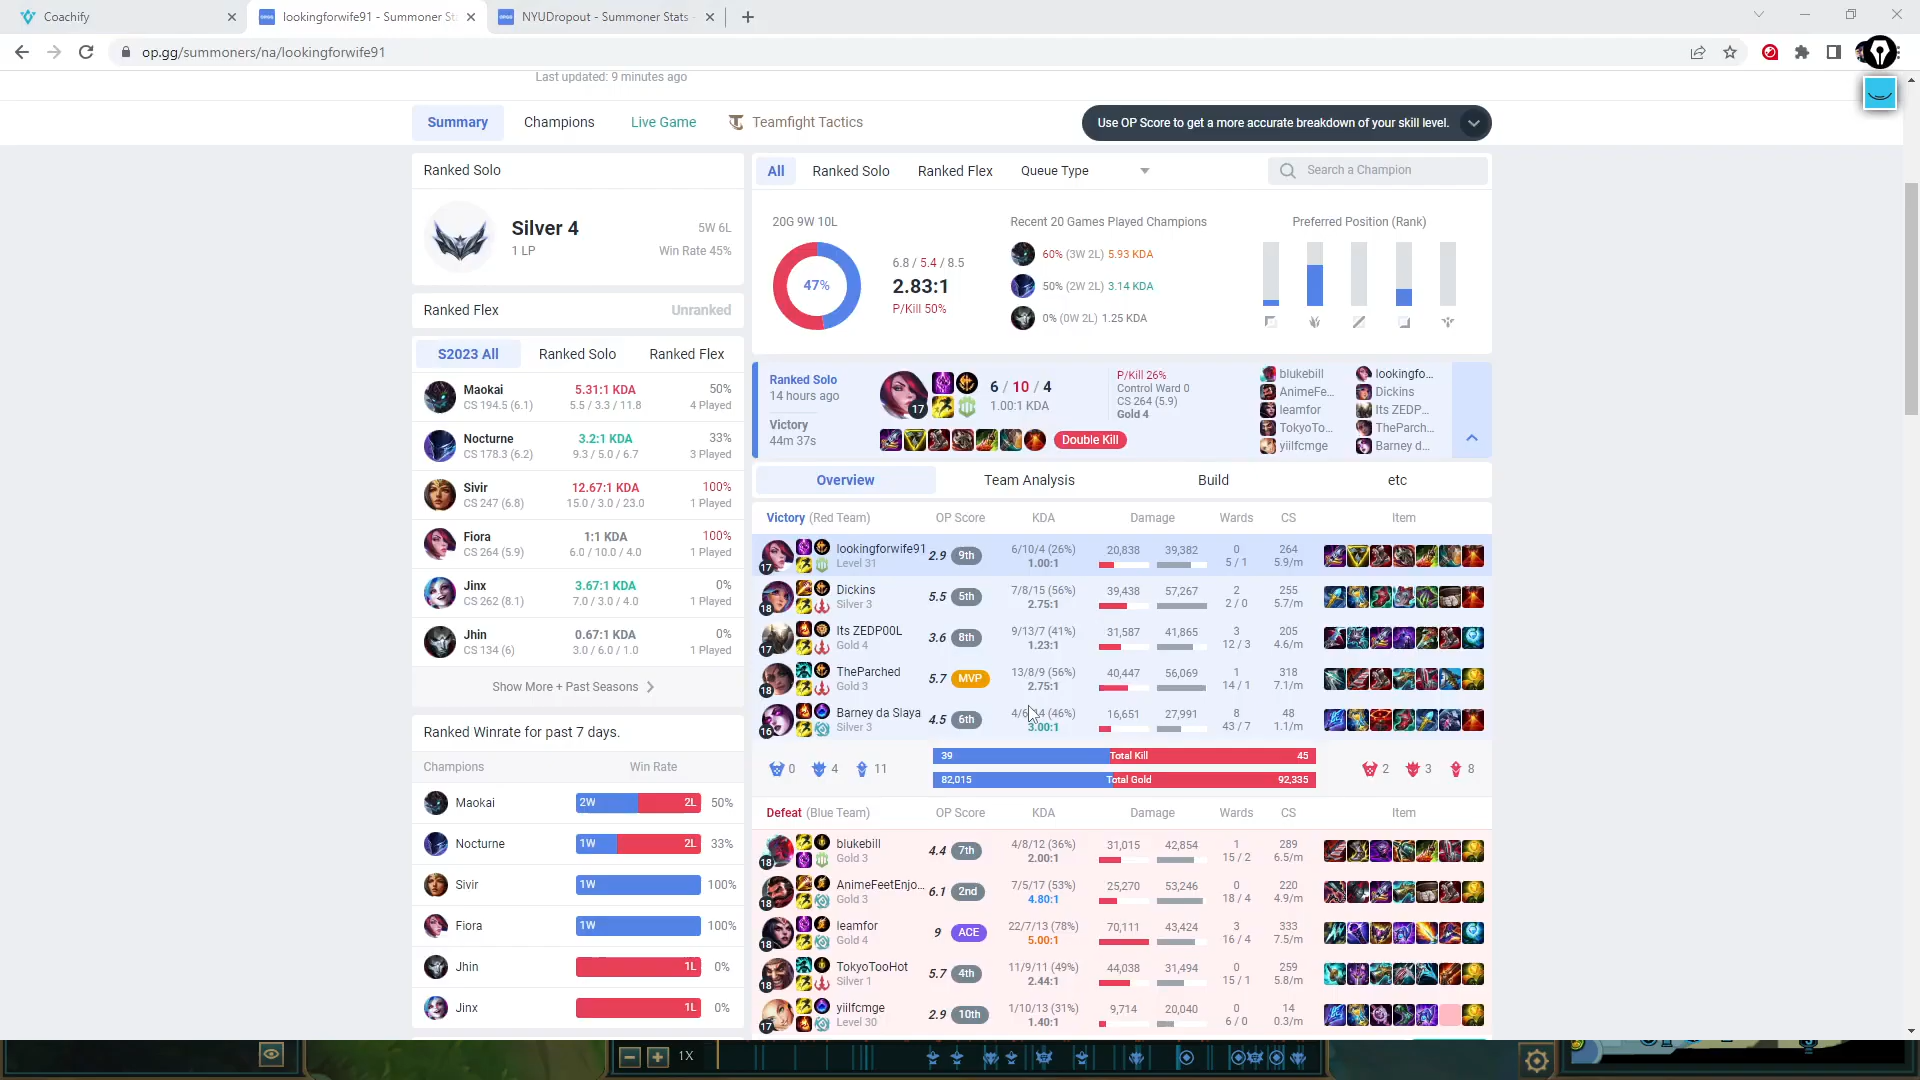 Coachify
lookingforwife91 - Summoner St
NYUDropout - Summoner Stats
op.gg/summoners/na/lookingforwife91
Last updated: 9 minutes ago
Summary
Champions
Live Game
Teamfight Tactics
Use OP Score to get a more accurate breakdown of your skill level.
Ranked Solo
Silver 4
1 LP
5W 6L
Win Rate 45%
Ranked Flex
Unranked
S2023 All
Ranked Solo
Ranked Flex
Maokai 5.31:1 KDA 50%
CS 194.5 (6.1) 5.5 / 3.3 / 11.8 4 Played
Nocturne 3.2:1 KDA 33%
CS 178.3 (6.2) 9.3 / 5.0 / 6.7 3 Played
Sivir 12.67:1 KDA 100%
CS 247 (6.8) 15.0 / 3.0 / 23.0 1 Played
Fiora 1:1 KDA 100%
CS 264 (5.9) 6.0 / 10.0 / 4.0 1 Played
Jinx 3.67:1 KDA 0%
CS 262 (8.1) 7.0 / 3.0 / 4.0 1 Played
Jhin 0.67:1 KDA 0%
CS 134 (6) 3.0 / 6.0 / 1.0 1 Played
Show More + Past Seasons
Ranked Winrate for past 7 days.
Champions Win Rate
Maokai 2W 2L 50%
Nocturne 1W 2L 33%
Sivir 1W 100%
Fiora 1W 100%
Jhin 1L 0%
Jinx 1L 0%
All
Ranked Solo
Ranked Flex
Queue Type
Search a Champion
20G 9W 10L
47%
6.8 / 5.4 / 8.5
2.83:1
P/Kill 50%
Recent 20 Games Played Champions
60% (3W 2L) 5.93 KDA
50% (2W 2L) 3.14 KDA
0% (0W 2L) 1.25 KDA
Preferred Position (Rank)
Ranked Solo
14 hours ago
Victory
44m 37s
17
6 / 10 / 4
1.00:1 KDA
Double Kill
P/Kill 26%
Control Ward 0
CS 264 (5.9)
Gold 4
blukebill lookingfo...
AnimeFe... Dickins
leamfor Its ZEDP...
TokyoTo... TheParch...
yiilfcmge Barney d...
Overview
Team Analysis
Build
etc
Victory (Red Team) OP Score KDA Damage Wards CS Item
lookingforwife91 2.9 9th 6/10/4 (26%) 20,838 39,382 0 264
17 Level 31 1.00:1 5 / 1 5.9/m
Dickins 5.5 5th 7/8/15 (56%) 39,438 57,267 2 255
18 Silver 3 2.75:1 2 / 0 5.7/m
Its ZEDP00L 3.6 8th 9/13/7 (41%) 31,587 41,865 3 205
17 Gold 4 1.23:1 12 / 3 4.6/m
TheParched 5.7 MVP 13/8/9 (56%) 40,447 56,069 1 318
18 Gold 3 2.75:1 14 / 1 7.1/m
Barney da Slaya 4.5 6th (46%) 16,651 27,991 8 48
16 Silver 3 3.00:1 43 / 7 1.1/m
0 4 11
39 Total Kill 45
82,015 Total Gold 92,335
2 3 8
Defeat (Blue Team) OP Score KDA Damage Wards CS Item
blukebill 4.4 7th 4/8/12 (36%) 31,015 42,854 1 289
18 Gold 3 2.00:1 15 / 2 6.5/m
AnimeFeetEnjo... 6.1 2nd 7/5/17 (53%) 25,270 53,246 0 220
18 Gold 3 4.80:1 18 / 4 4.9/m
leamfor 9 ACE 22/7/13 (78%) 70,111 43,424 3 333
18 Gold 4 5.00:1 16 / 4 7.5/m
TokyoTooHot 5.7 4th 11/9/11 (49%) 44,038 31,494 0 259
18 Silver 1 2.44:1 15 / 1 5.8/m
yiilfcmge 2.9 10th 1/10/13 (31%) 9,714 20,040 0 14
17 Level 30 1.40:1 6 / 0 0.3/m
1X